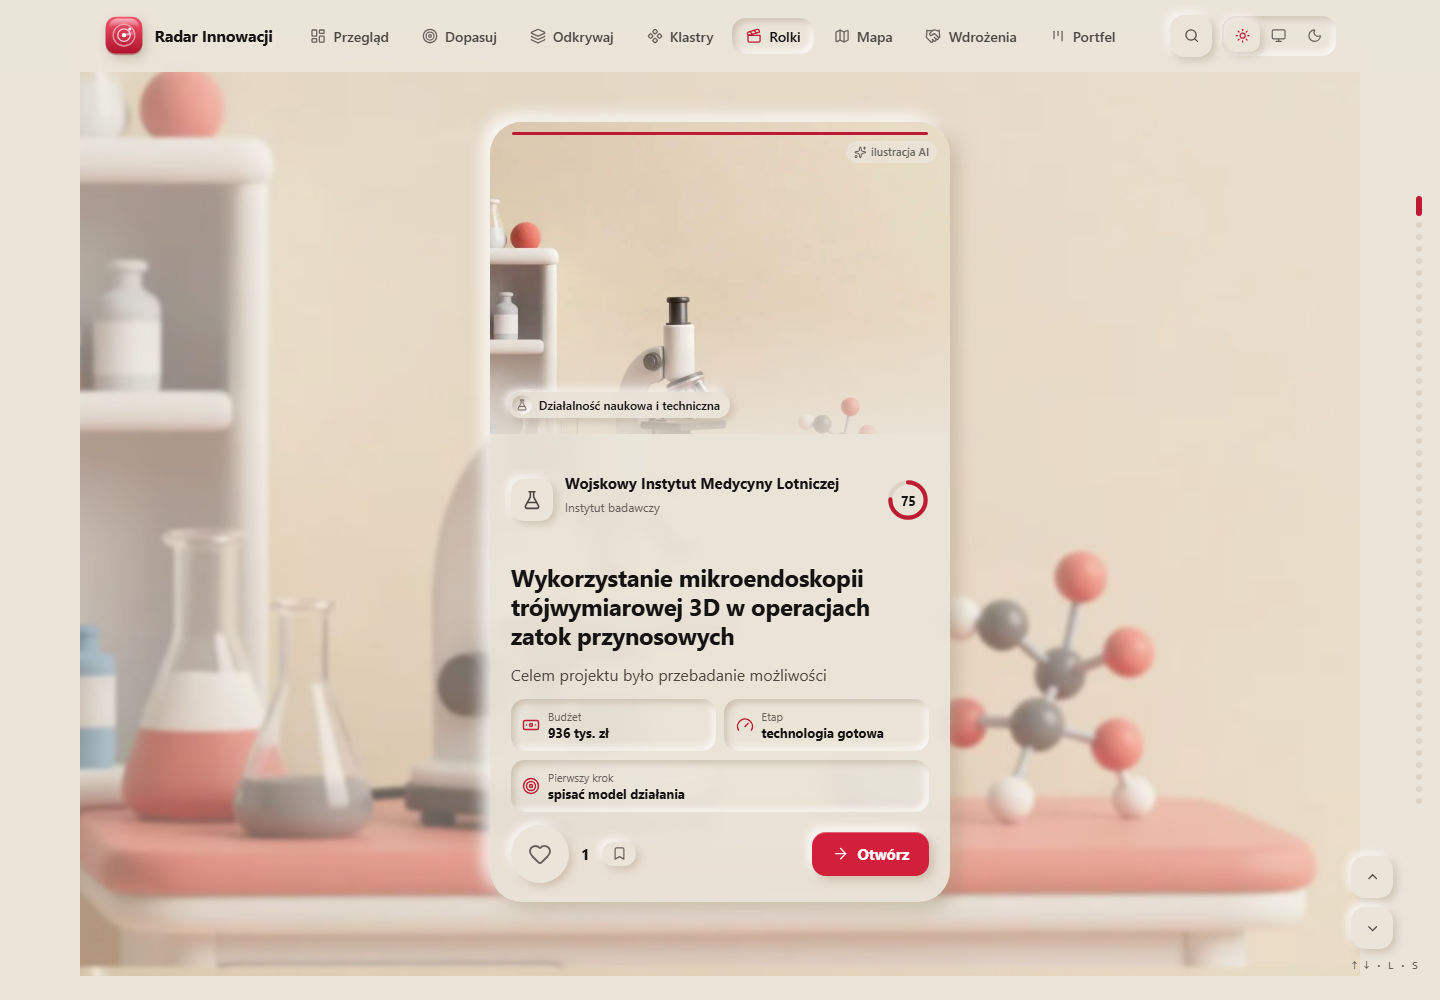 Radar Innowacji
Przegląd
Dopasuj
Odkrywaj
Klastry
Rolki
Mapa
Wdrożenia
Portfel
ilustracja AI
Działalność naukowa i techniczna
Wojskowy Instytut Medycyny Lotniczej
Instytut badawczy
75
Wykorzystanie mikroendoskopii
trójwymiarowej 3D w operacjach
zatok przynosowych
Celem projektu było przebadanie możliwości
Budżet
936 tys. zł
Etap
technologia gotowa
Pierwszy krok
spisać model działania
1
Otwórz
↑ ↓ · L · S